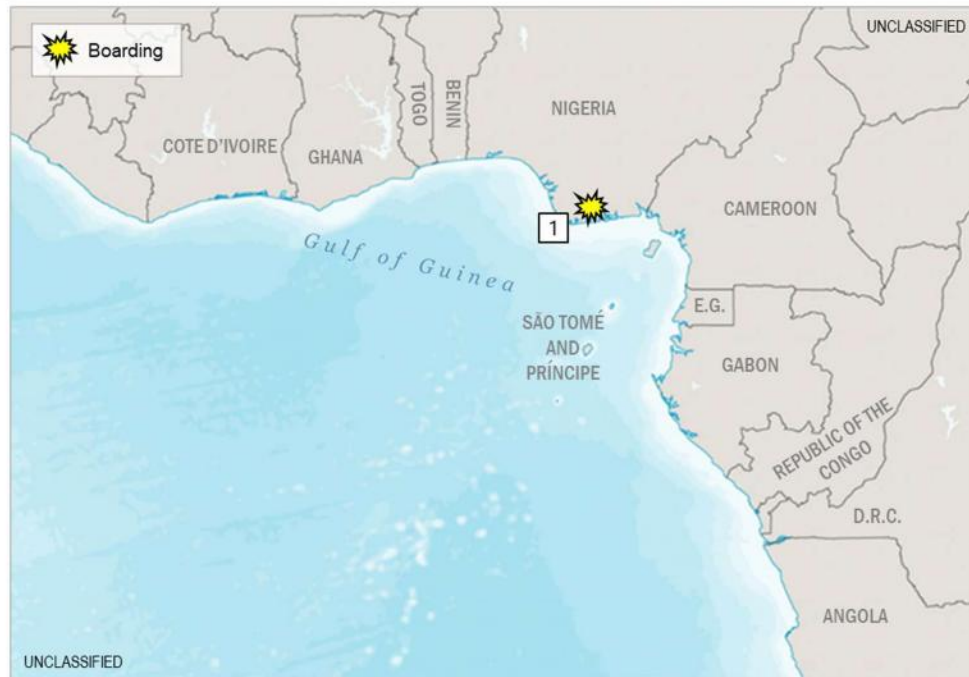 UNCLASSIFIED
Boarding
NIGERIA
BENIN
TOGO
COTE D'IVOIRE
GHANA
CAMEROON
1
Gulf of Guinea
E.G.
SÃO TOMÉ
AND
PRÍNCIPE
GABON
REPUBLIC OF THE
CONGO
D.R.C.
ANGOLA
UNCLASSIFIED